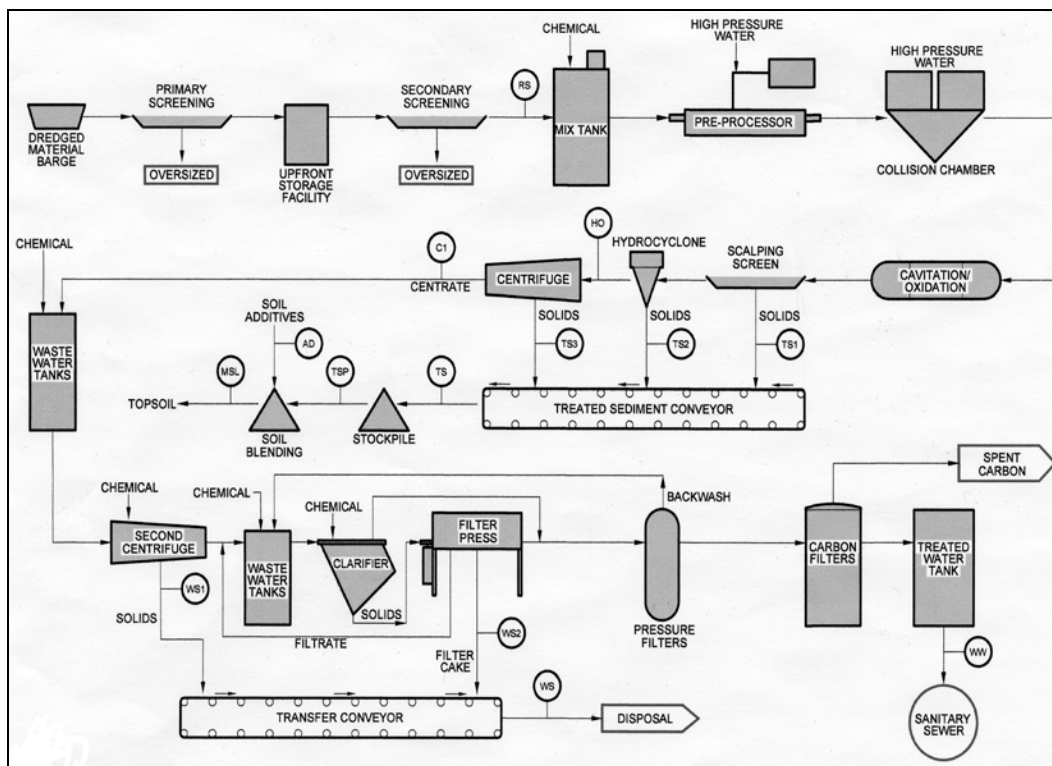 CHEMICAL
HIGH PRESSURE
WATER
HIGH PRESSURE
WATER
PRIMARY
SCREENING
SECONDARY
SCREENING
RS
DREDGED
MATERIAL
BARGE
OVERSIZED
UPFRONT
STORAGE
FACILITY
OVERSIZED
MIX TANK
PRE-PROCESSOR
COLLISION CHAMBER
CHEMICAL
C1
CENTRATE
CENTRIFUGE
HO
HYDROCYCLONE
SCALPING
SCREEN
CAVITATION/
OXIDATION
SOLIDS
SOLIDS
SOLIDS
WASTE
WATER
TANKS
SOIL
ADDITIVES
AD
TS3
TS2
TS1
MSL
TSP
TS
TOPSOIL
SOIL
BLENDING
STOCKPILE
TREATED SEDIMENT CONVEYOR
SPENT
CARBON
CHEMICAL
CHEMICAL
CHEMICAL
BACKWASH
SECOND
CENTRIFUGE
WASTE
WATER
TANKS
CLARIFIER
FILTER
PRESS
CARBON
FILTERS
TREATED
WATER
TANK
WS1
SOLIDS
SOLIDS
FILTRATE
WS2
FILTER
CAKE
PRESSURE
FILTERS
WW
TRANSFER CONVEYOR
WS
DISPOSAL
SANITARY
SEWER